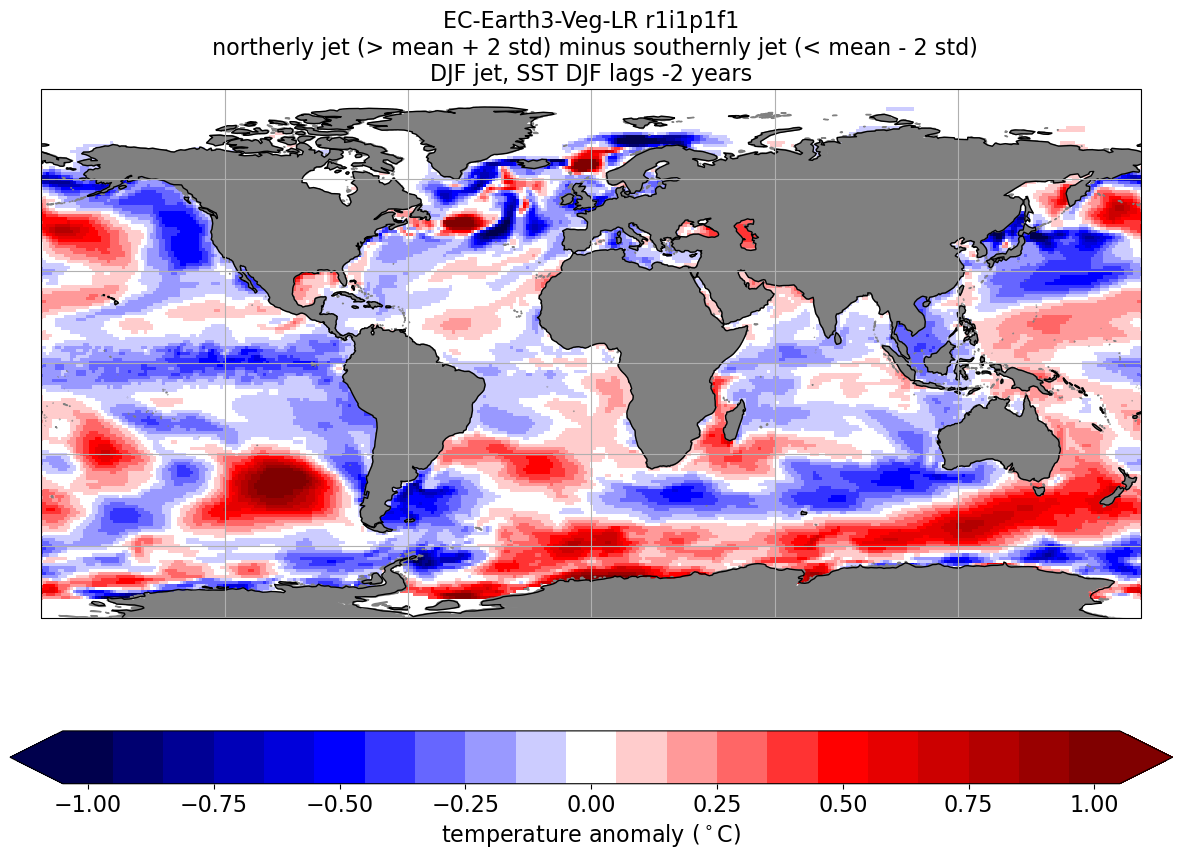 EC-Earth3-Veg-LR r1i1p1f1
northerly jet (> mean + 2 std) minus southernly jet (< mean - 2 std)
DJF jet, SST DJF lags -2 years
−1.00 −0.75 −0.50 −0.25 0.00 0.25 0.50 0.75 1.00
temperature anomaly (°C)